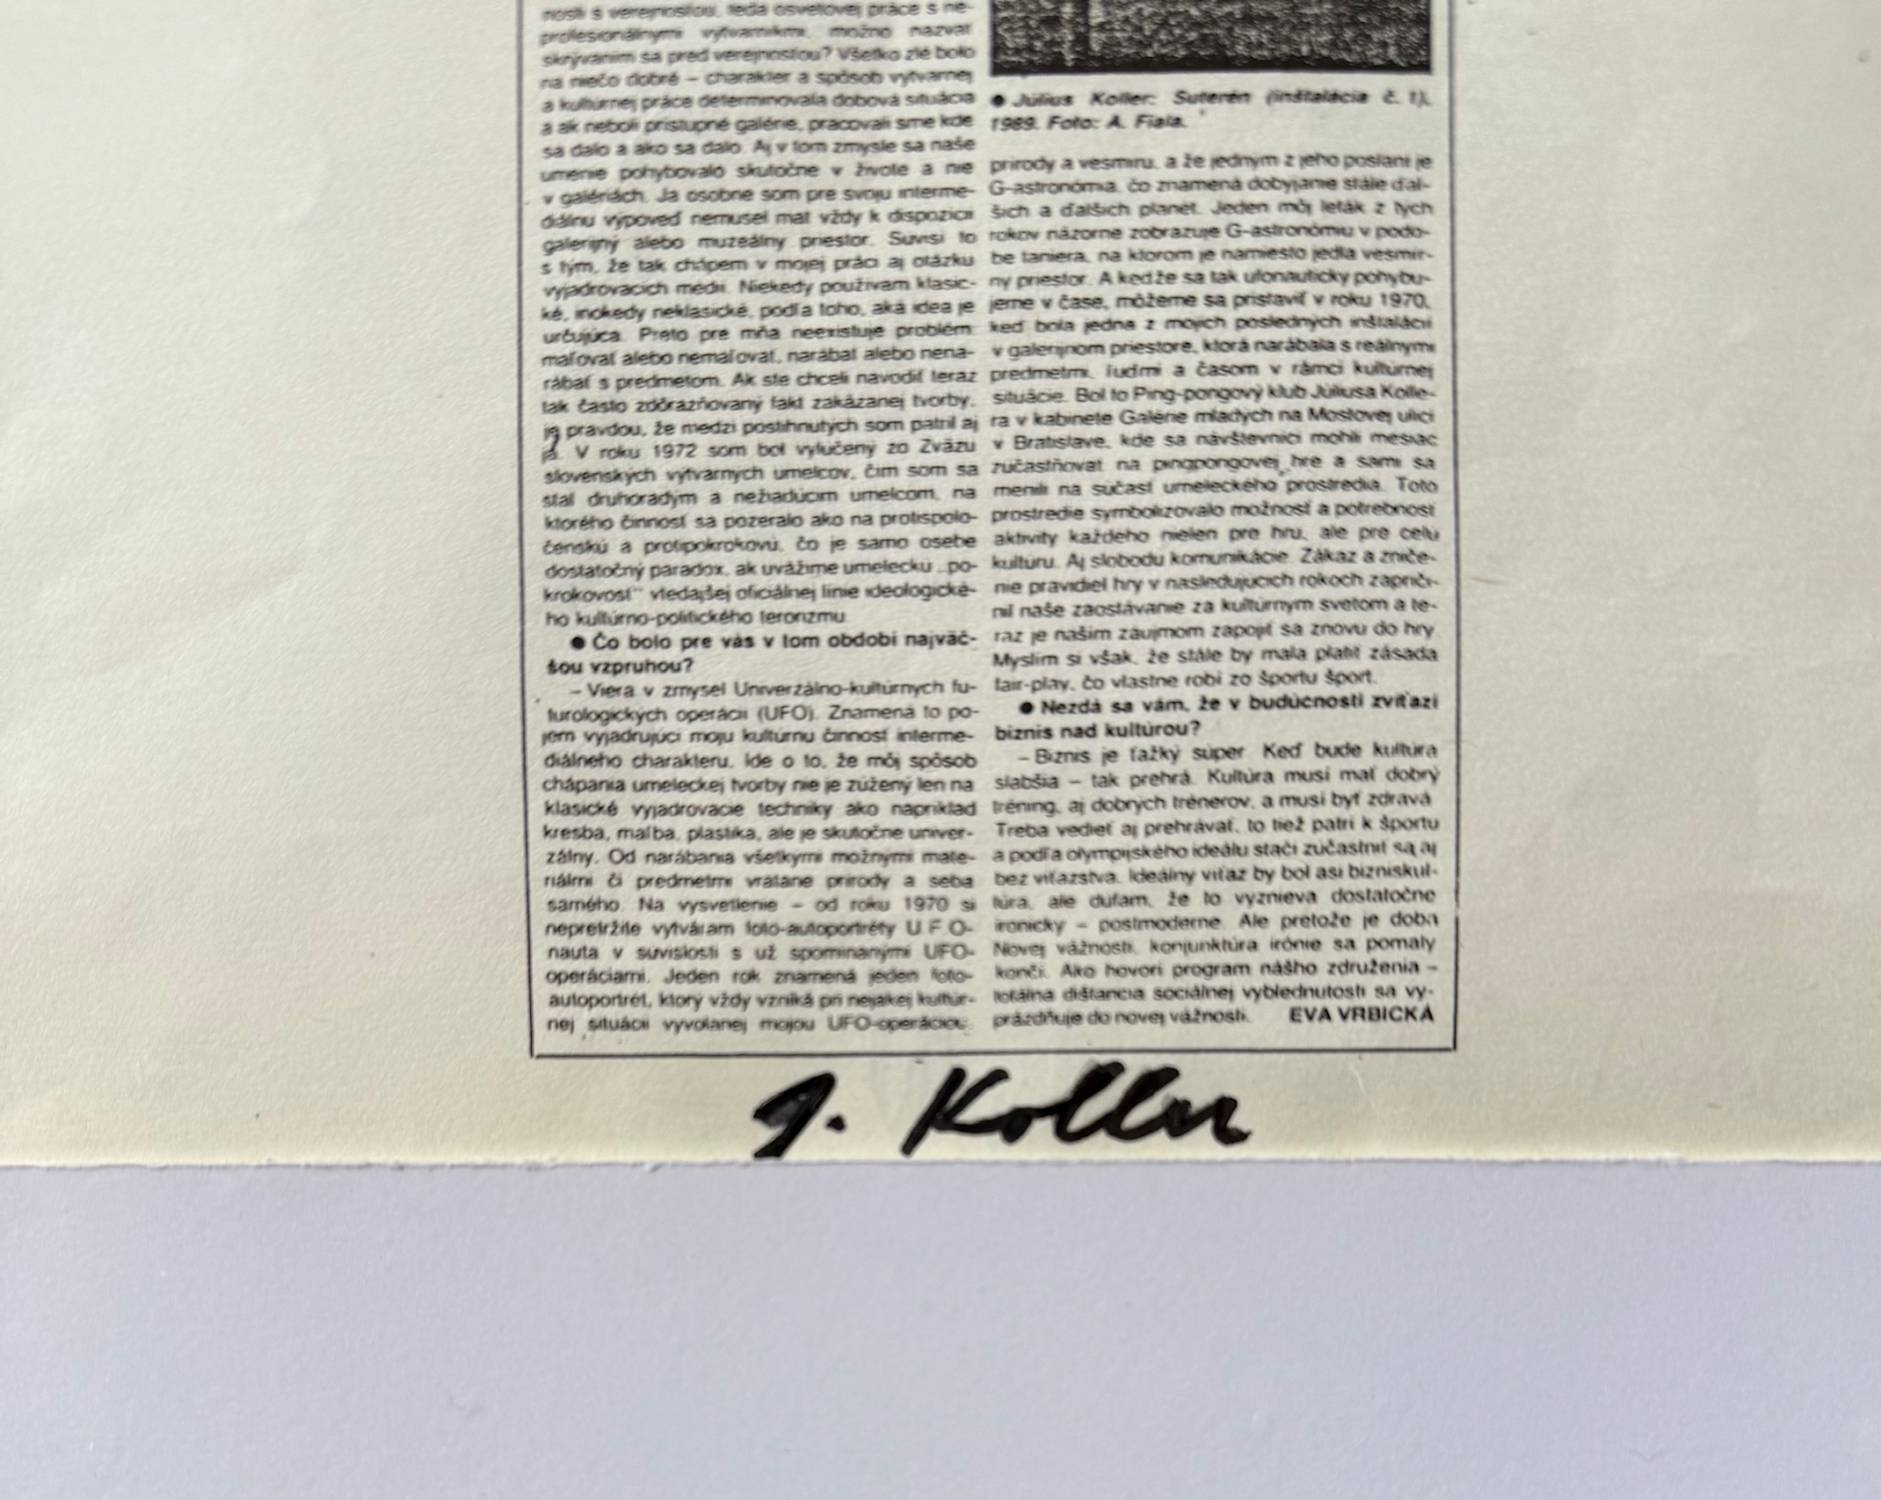 nosti s verejnosťou, teda osvetovej práce s ne-
profesionálnymi výtvarníkmi, možno nazvať
skrývaním sa pred verejnosťou? Všetko zlé bolo
na niečo dobré – charakter a spôsob výtvarnej
a kultúrnej práce determinovala dobová situácia
a ak neboli prístupné galérie, pracovali sme kde
sa dalo a ako sa dalo. Aj v tom zmysle sa naše
umenie pohybovalo skutočne v živote a nie
v galériách. Ja osobne som pre svoju interme-
diálnu výpoveď nemusel mať vždy k dispozícii
galerijný alebo muzeálny priestor. Súvisí to
s tým, že tak chápem v mojej práci aj otázku
vyjadrovacích médií. Niekedy používam klasic-
ké, inokedy neklasické, podľa toho, aká idea je
určujúca. Preto pre mňa neexistuje problém
maľovať alebo nemaľovať, narábať alebo nena-
rábať s predmetom. Ak ste chceli navodiť teraz
tak často zdôrazňovaný fakt zakázanej tvorby,
je pravdou, že medzi postihnutých som patril aj
ja. V roku 1972 som bol vylúčený zo Zväzu
slovenských výtvarných umelcov, čím som sa
stal druhoradým a nežiadúcim umelcom, na
ktorého činnosť sa pozeralo ako na protispolo-
čenskú a protipokrokovú, čo je samo osebe
dostatočný paradox, ak uvážime umeleckú „po-
krokovosť“ vtedajšej oficiálnej línie ideologické-
ho kultúrno-politického terorizmu.
● Čo bolo pre vás v tom období najväč-
šou vzpruhou?
– Viera v zmysel Univerzálno-kultúrnych fu-
turologických operácií (UFO). Znamená to po-
jem vyjadrujúci moju kultúrnu činnosť interme-
diálneho charakteru. Ide o to, že môj spôsob
chápania umeleckej tvorby nie je zúžený len na
klasické vyjadrovacie techniky ako napríklad
kresba, maľba, plastika, ale je skutočne univer-
zálny. Od narábania všetkými možnými mate-
riálmi či predmetmi vrátane prírody a seba
samého. Na vysvetlenie – od roku 1970 si
nepretržite vytváram foto-autoportréty U F O-
nauta v súvislosti s už spomínanými UFO-
operáciami. Jeden rok znamená jeden foto-
autoportrét, ktorý vždy vzniká pri nejakej kultúr-
nej situácii vyvolanej mojou UFO-operáciou.
● Július Koller: Suterén (inštalácia č. 1),
1989. Foto: A. Fiala.
prírody a vesmíru, a že jedným z jeho poslaní je
G-astronómia, čo znamená dobyjanie stále ďal-
ších a ďalších planét. Jeden môj leták z tých
rokov názorne zobrazuje G-astronómiu v podo-
be taniera, na ktorom je namiesto jedla vesmír-
ny priestor. A keďže sa tak ufonauticky pohybu-
jeme v čase, môžeme sa pristaviť v roku 1970,
keď bola jedna z mojich posledných inštalácií
v galerijnom priestore, ktorá narábala s reálnymi
predmetmi, ľuďmi a časom v rámci kultúrnej
situácie. Bol to Ping-pongový klub Júliusa Kolle-
ra v kabinete Galérie mladých na Mostovej ulici
v Bratislave, kde sa návštevníci mohli mesiac
zúčastňovať na pingpongovej hre a sami sa
menili na súčasť umeleckého prostredia. Toto
prostredie symbolizovalo možnosť a potrebnosť
aktivity každého nielen pre hru, ale pre celú
kultúru. Aj slobodu komunikácie. Zákaz a zniče-
nie pravidiel hry v nasledujúcich rokoch zapríči-
nil naše zaostávanie za kultúrnym svetom a te-
raz je naším záujmom zapojiť sa znovu do hry.
Myslím si však, že stále by mala platiť zásada
fair-play, čo vlastne robí zo športu šport.
● Nezdá sa vám, že v budúcnosti zvíťazí
biznis nad kultúrou?
– Biznis je ťažký súper. Keď bude kultúra
slabšia – tak prehrá. Kultúra musí mať dobrý
tréning, aj dobrých trénerov, a musí byť zdravá.
Treba vedieť aj prehrávať, to tiež patrí k športu
a podľa olympijského ideálu stačí zúčastniť sa aj
bez víťazstva. Ideálny víťaz by bol asi bizniskul-
túra, ale dúfam, že to vyznieva dostatočne
ironicky – postmoderne. Ale pretože je doba
Novej vážnosti, konjunktúra irónie sa pomaly
končí. Ako hovorí program nášho združenia –
totálna dištancia sociálnej vyblednutosti sa vy-
prázdňuje do novej vážnosti. EVA VRBICKÁ
J. Koller